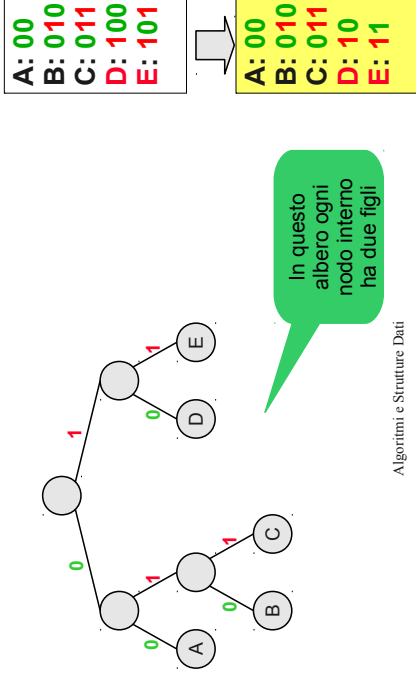 A: 00
B: 010
C: 011
D: 100
E: 101
A: 00
B: 010
C: 011
D: 10
E: 11
0
1
0
1
0
1
A
D
E
0
1
B
C
In questo
albero ogni
nodo interno
ha due figli
Algoritmi e Strutture Dati